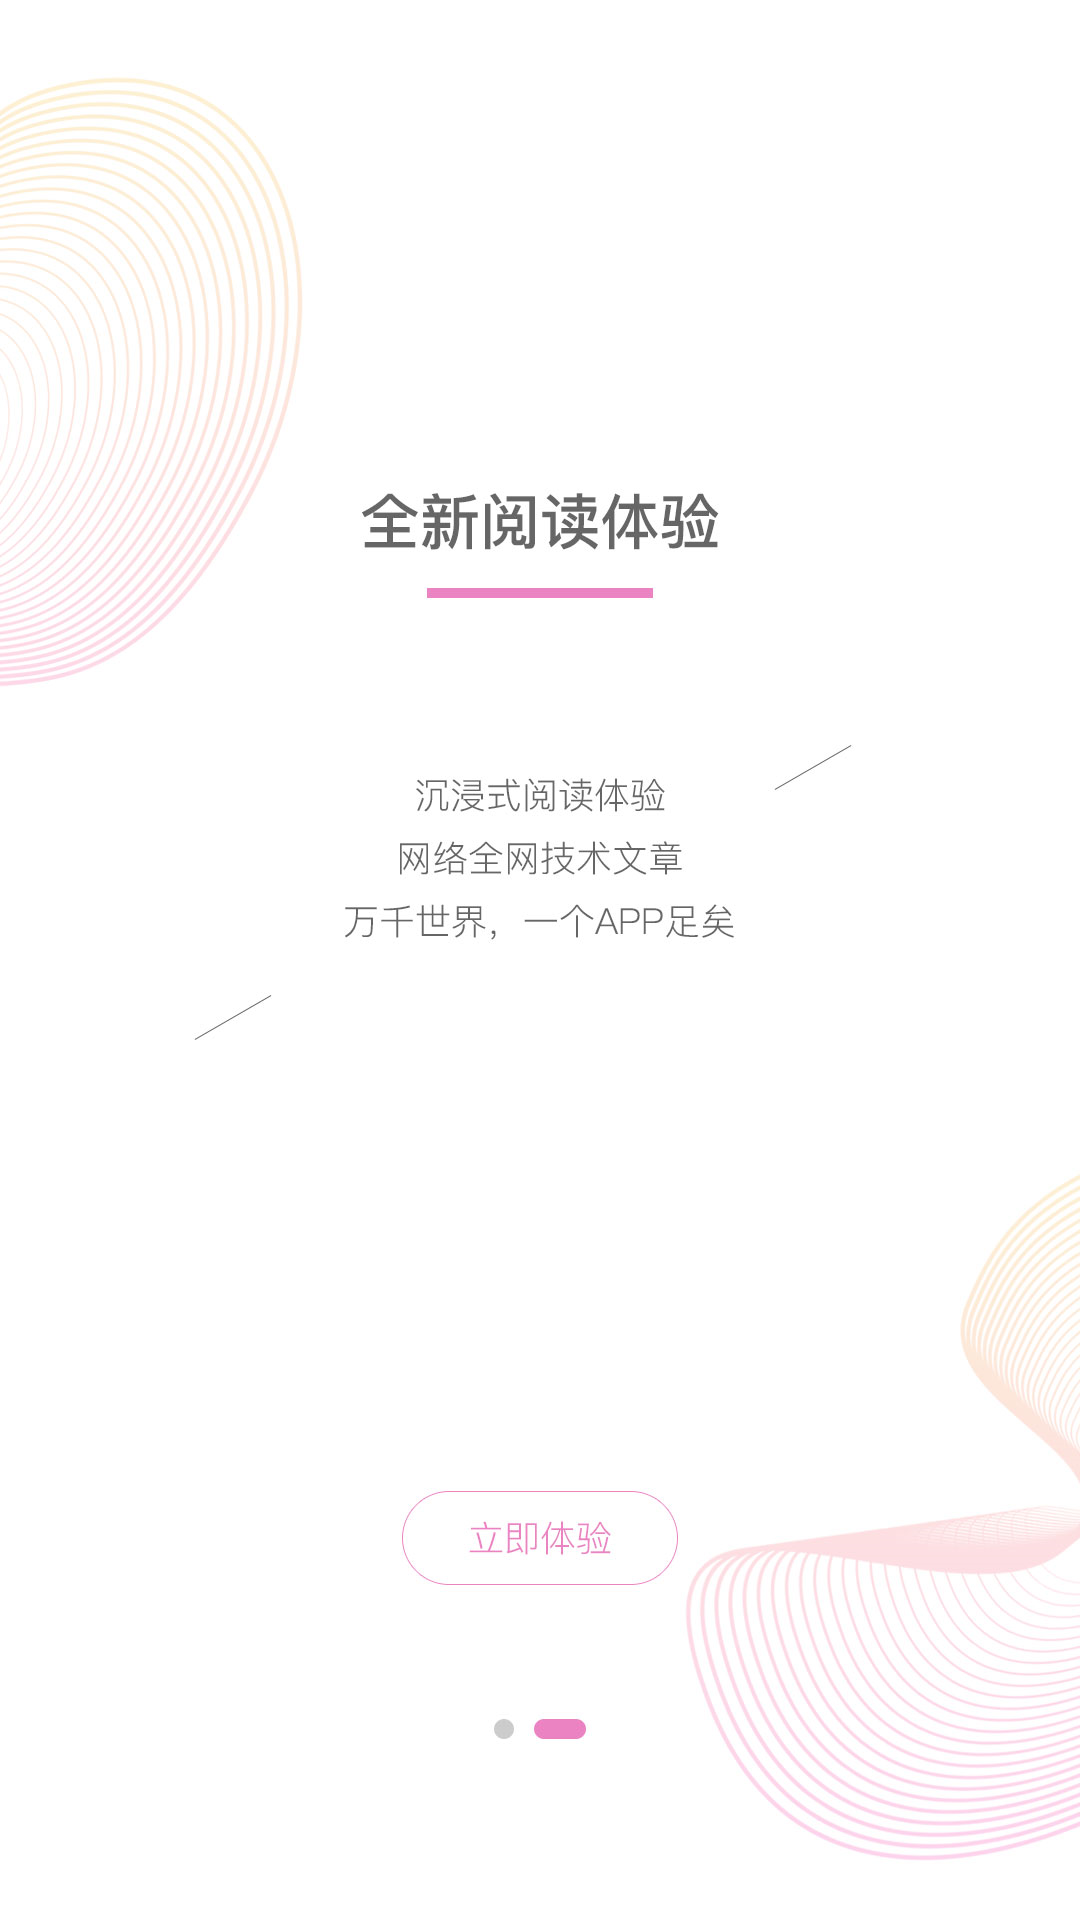 全新阅读体验
沉浸式阅读体验
网络全网技术文章
万千世界，一个APP足矣
立即体验